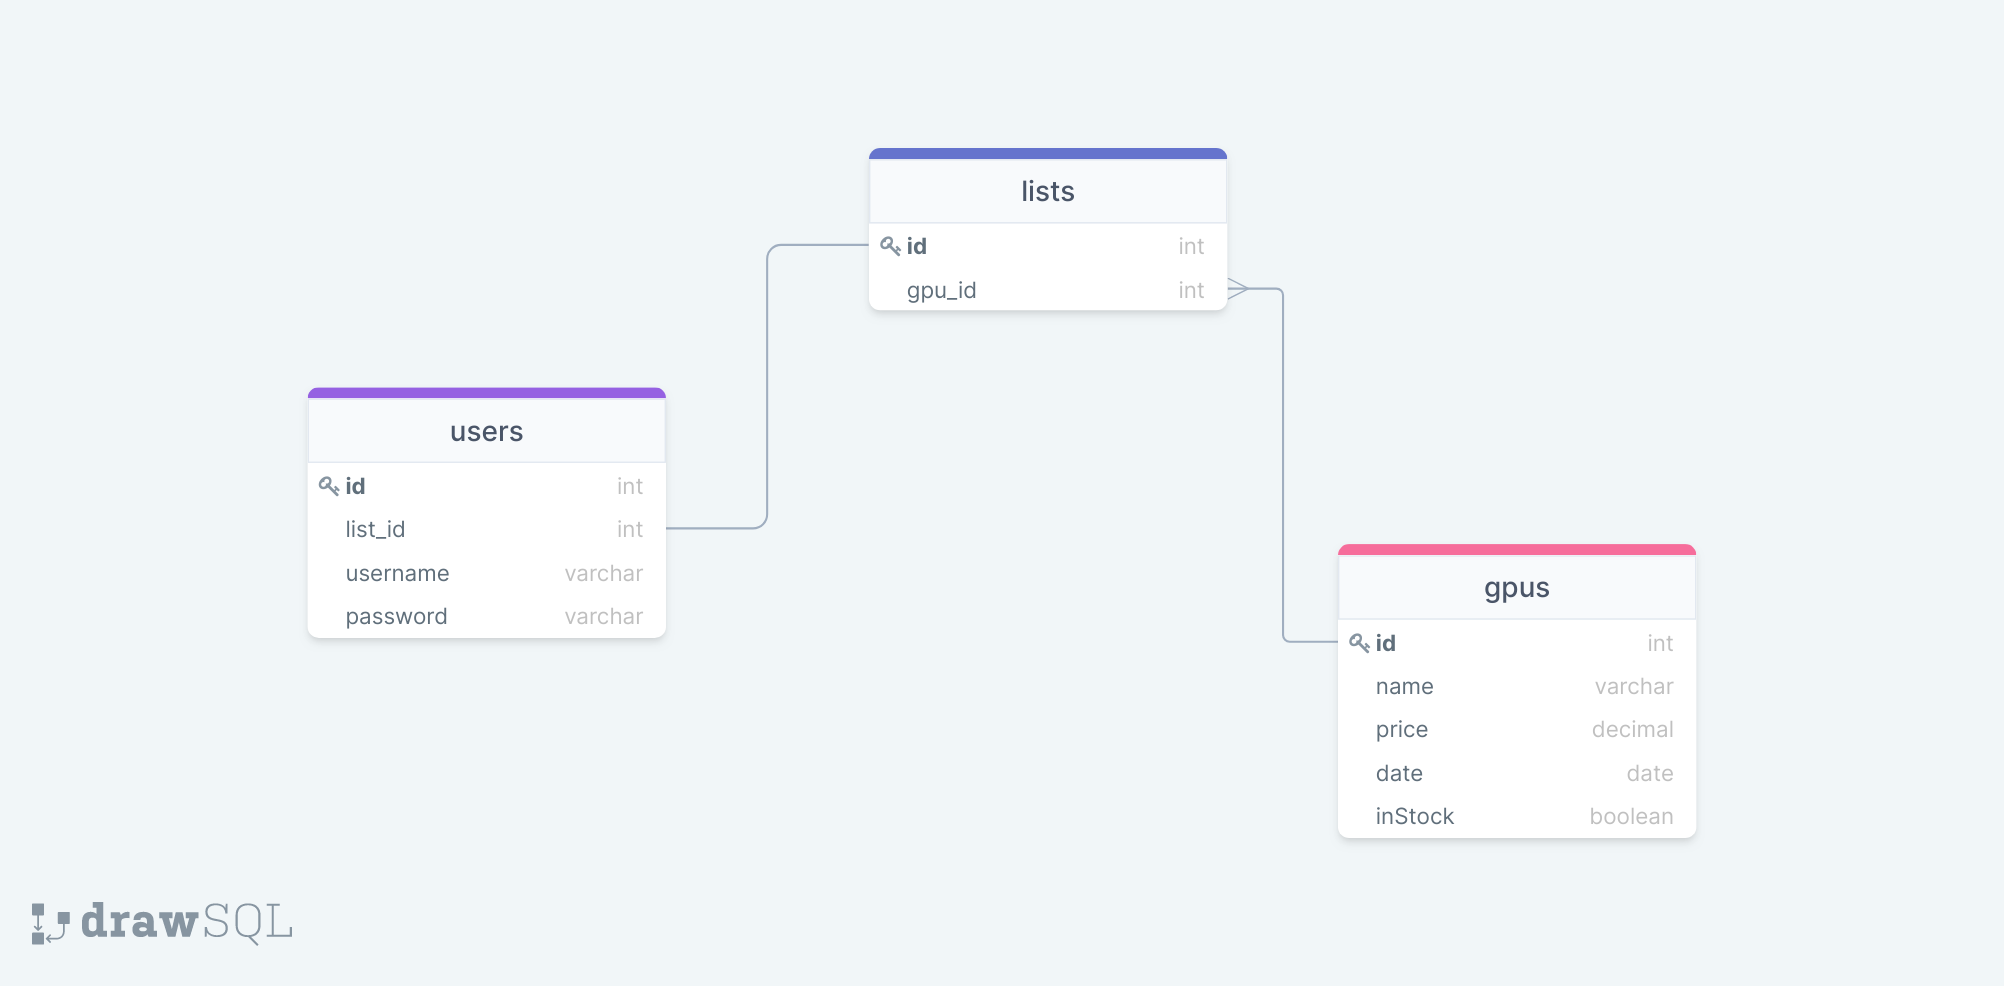 lists
id int
gpu_id int
users
id int
list_id int
username varchar
password varchar
gpus
id int
name varchar
price decimal
date date
inStock boolean
drawSQL